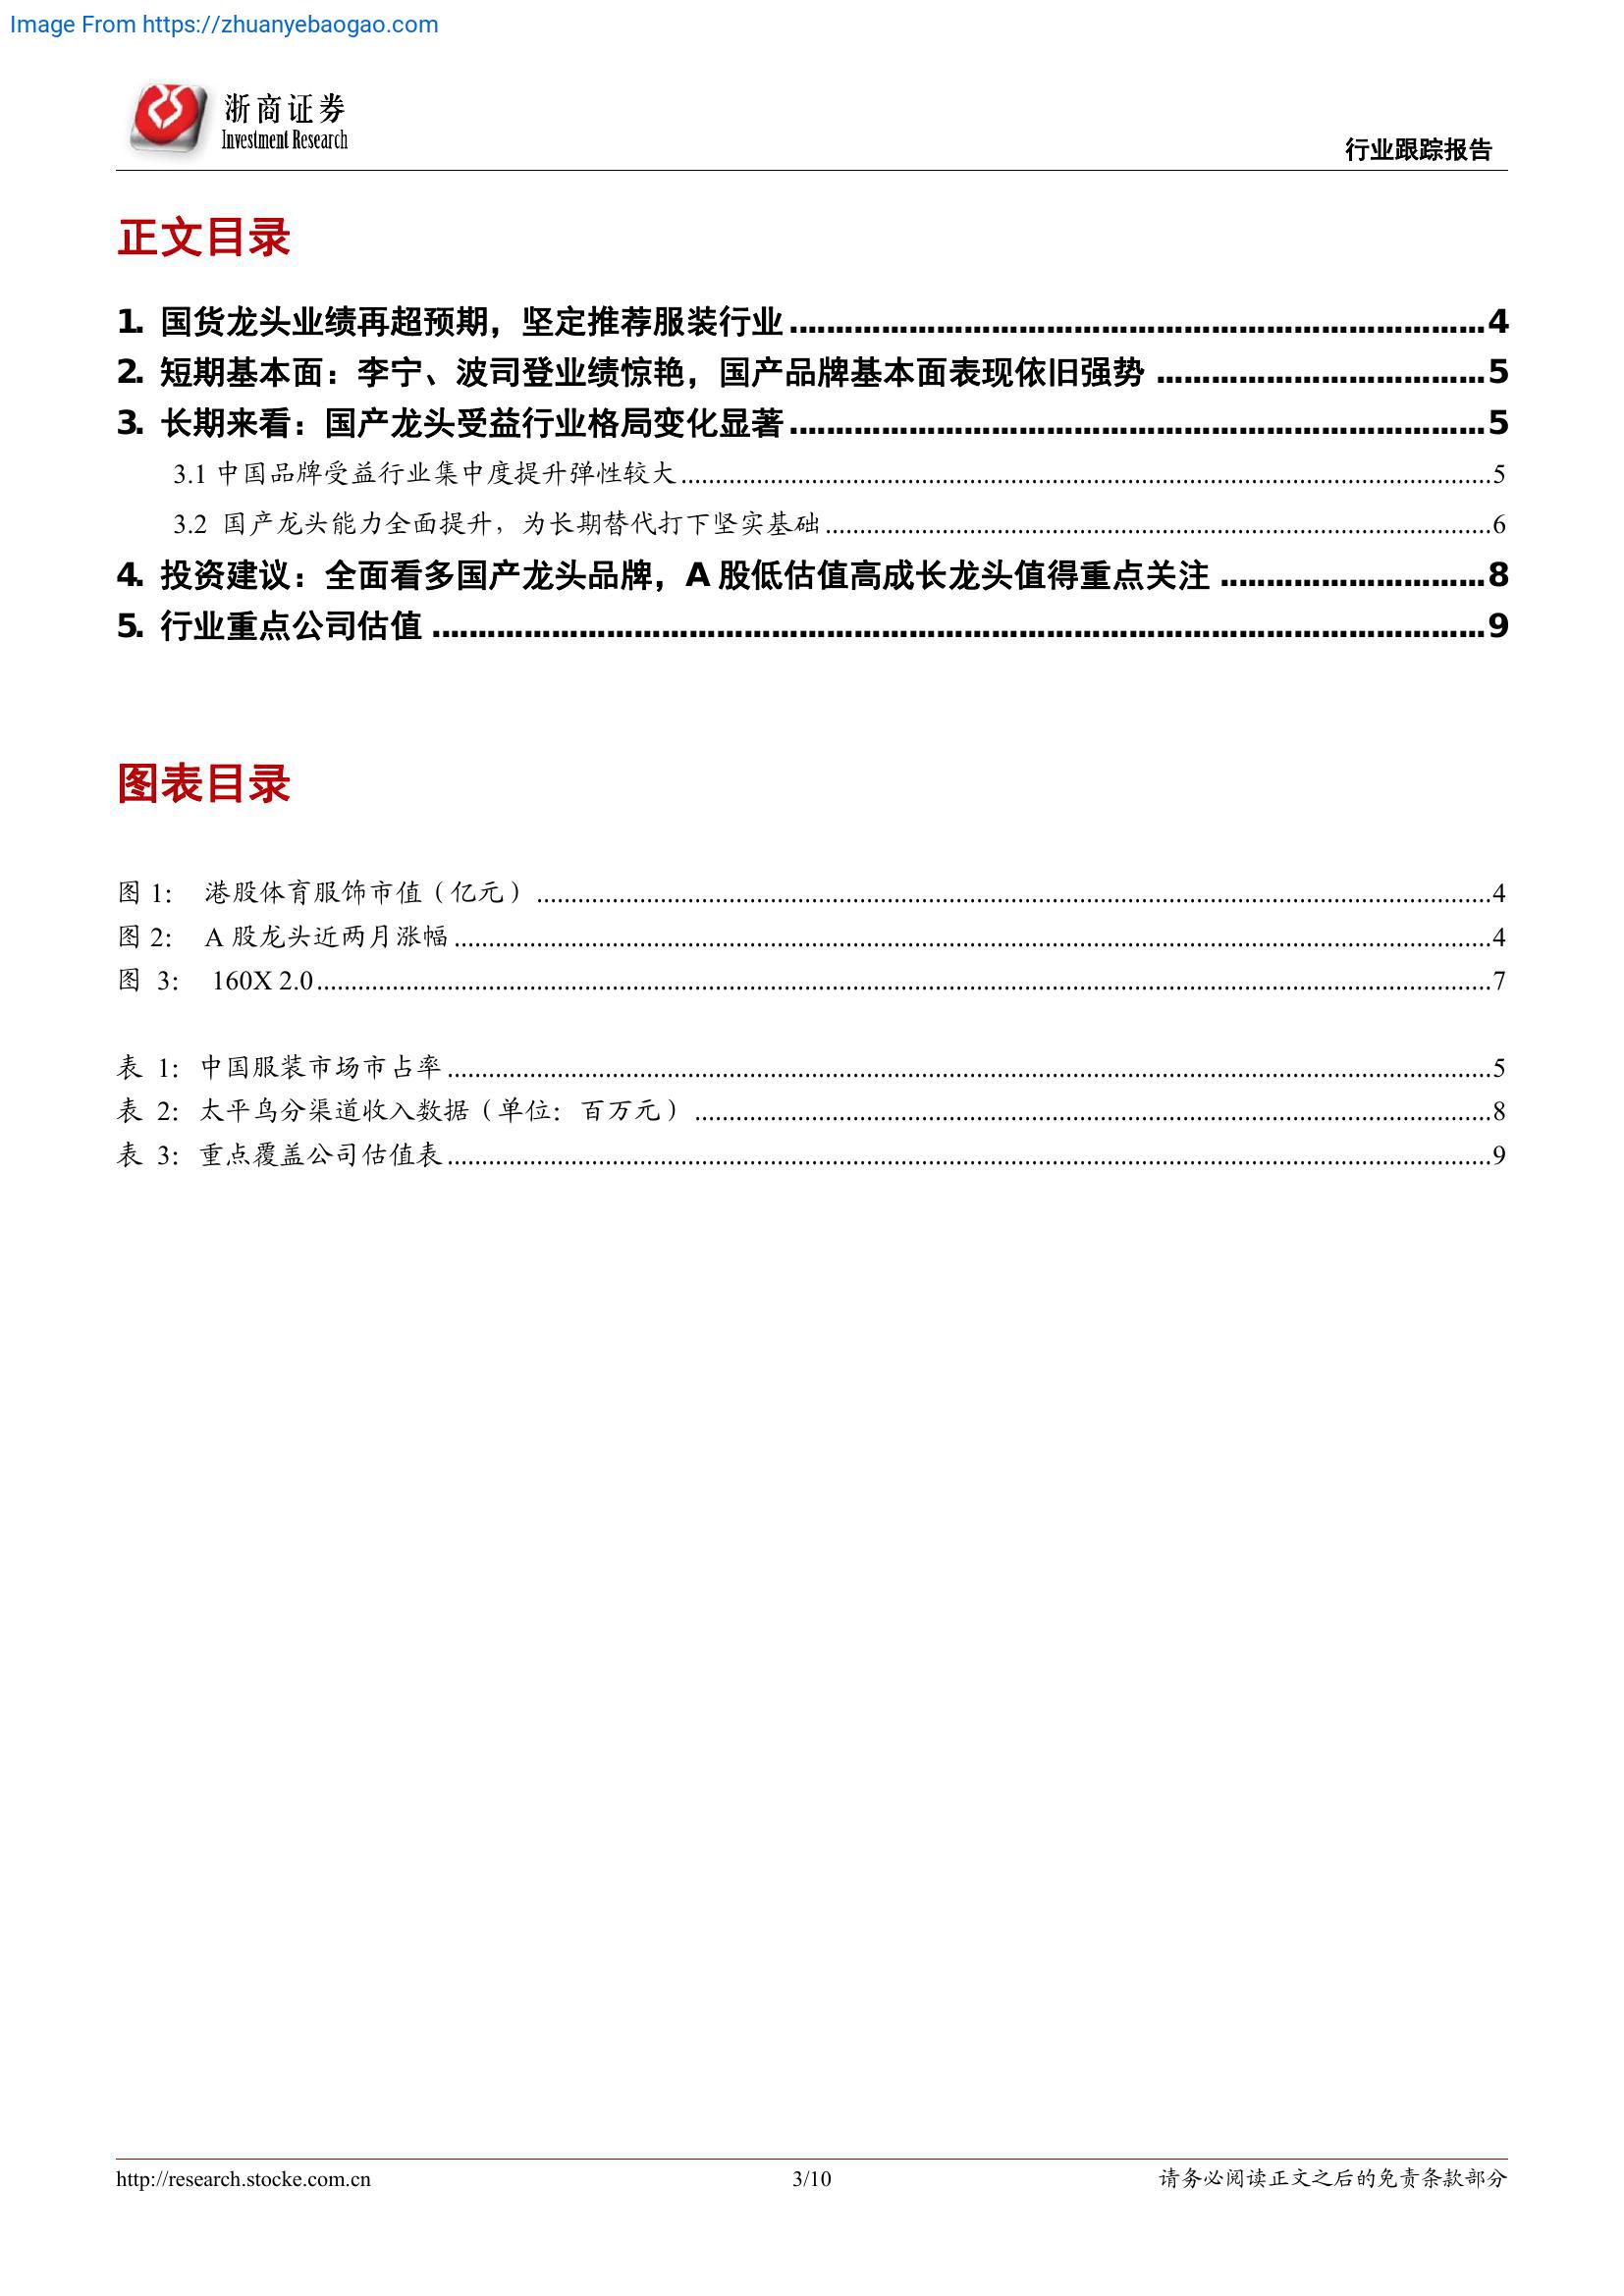 Image From https://zhuanyebaogao.com
浙商证券
Investment Research
行业跟踪报告
正文目录
1. 国货龙头业绩再超预期，坚定推荐服装行业......4
2. 短期基本面：李宁、波司登业绩惊艳，国产品牌基本面表现依旧强势......5
3. 长期来看：国产龙头受益行业格局变化显著......5
3.1 中国品牌受益行业集中度提升弹性较大......5
3.2 国产龙头能力全面提升，为长期替代打下坚实基础......6
4. 投资建议：全面看多国产龙头品牌，A 股低估值高成长龙头值得重点关注......8
5. 行业重点公司估值......9
图表目录
图 1： 港股体育服饰市值（亿元）......4
图 2： A 股龙头近两月涨幅......4
图 3： 160X 2.0......7
表 1：中国服装市场市占率......5
表 2：太平鸟分渠道收入数据（单位：百万元）......8
表 3：重点覆盖公司估值表......9
http://research.stocke.com.cn
3/10
请务必阅读正文之后的免责条款部分